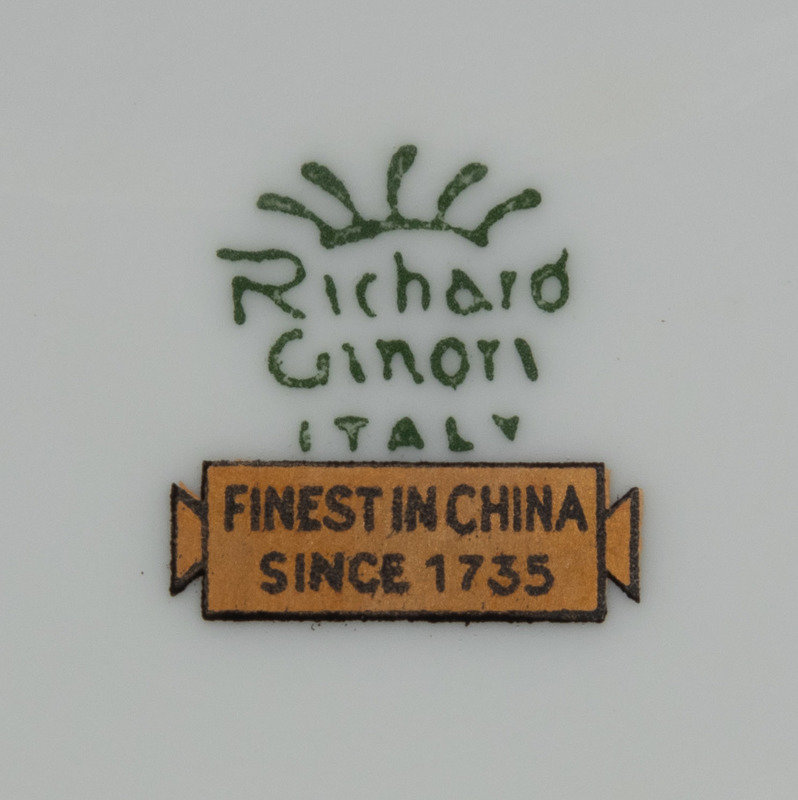 Richard
Ginori
ITALY
FINEST IN CHINA
SINCE 1735